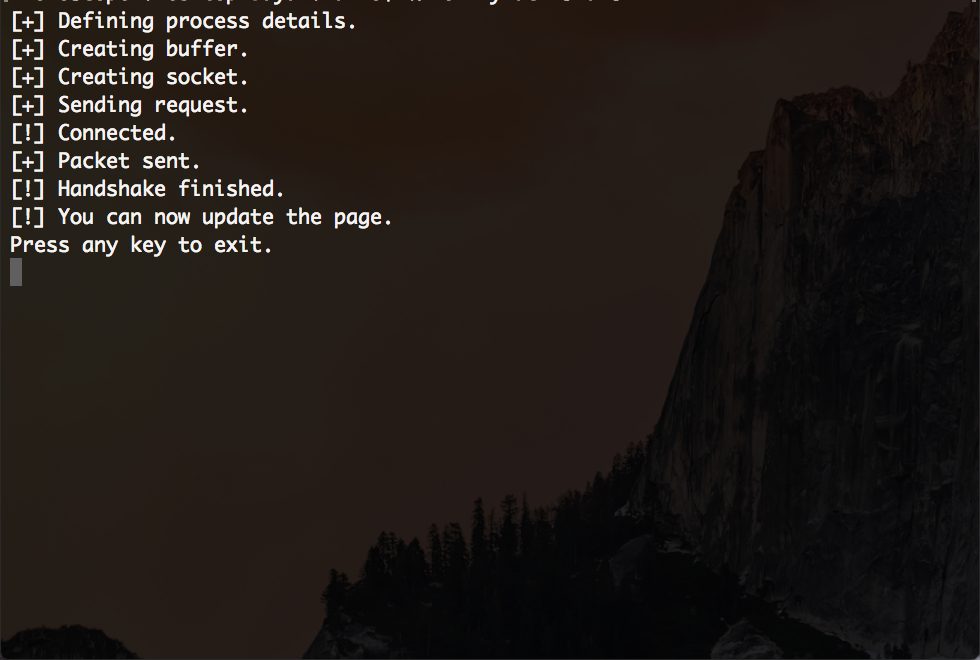 [+] Defining process details.
[+] Creating buffer.
[+] Creating socket.
[+] Sending request.
[!] Connected.
[+] Packet sent.
[!] Handshake finished.
[!] You can now update the page.
Press any key to exit.